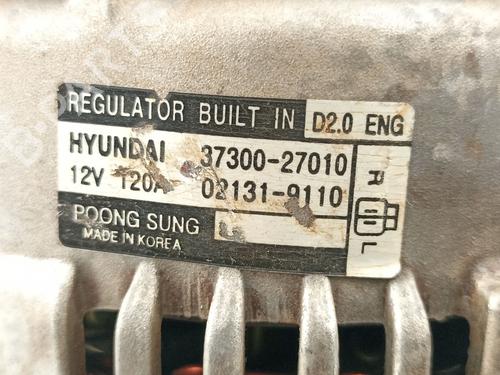 REGULATOR BUILT IN D2.0 ENG
HYUNDAI 37300-27010
12V 120A 02131-9110
R
L
POONG SUNG
MADE IN KOREA